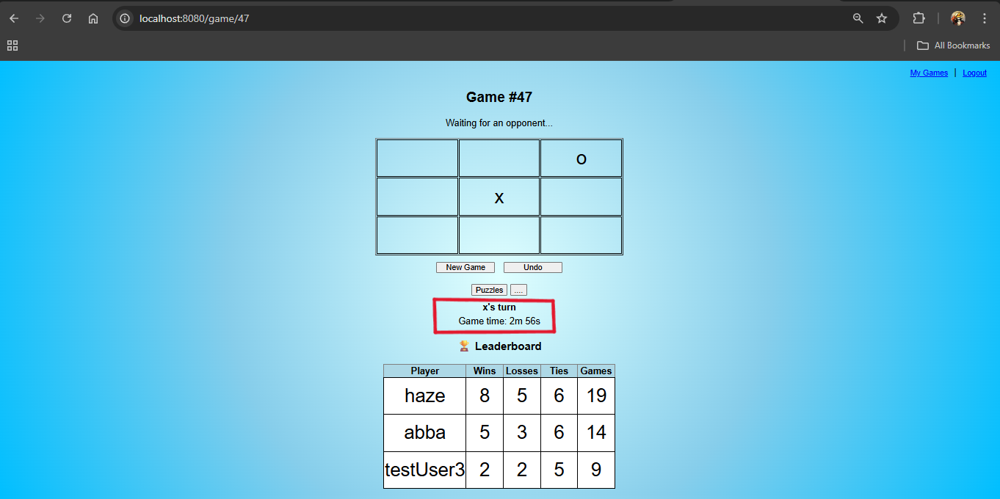 localhost:8080/game/47
All Bookmarks
My Games | Logout
Game #47
Waiting for an opponent...
o
x
New Game Undo
Puzzles ....
x's turn
Game time: 2m 56s
🏆 Leaderboard
Player Wins Losses Ties Games
haze 8 5 6 19
abba 5 3 6 14
testUser3 2 2 5 9